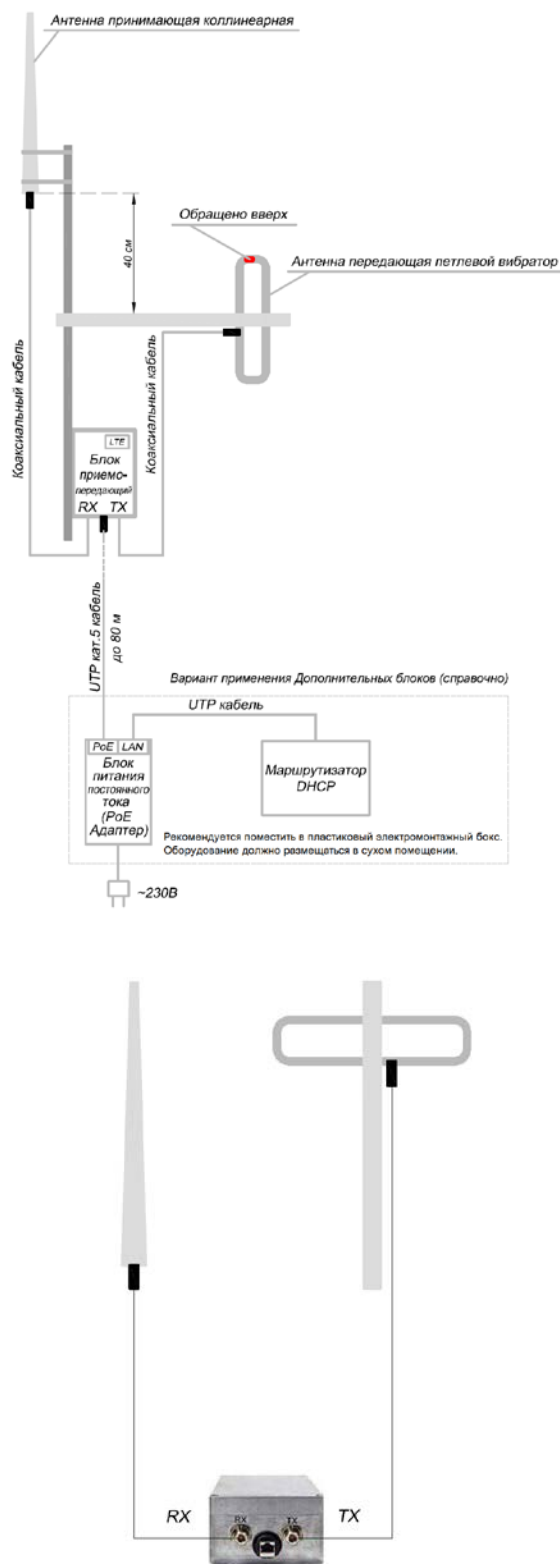 Антенна принимающая коллинеарная
Обращено вверх
40 см
Антенна передающая петлевой вибратор
Коаксиальный кабель
Коаксиальный кабель
LTE
Блок
приемо-
передающий
RX TX
UTP кат.5 кабель
до 80 м
Вариант применения Дополнительных блоков (справочно)
UTP кабель
PoE LAN
Блок
питания
постоянного
тока
(PoE
Адаптер)
Маршрутизатор
DHCP
Рекомендуется поместить в пластиковый электромонтажный бокс.
Оборудование должно размещаться в сухом помещении.
~230В
RX
RX
TX
TX